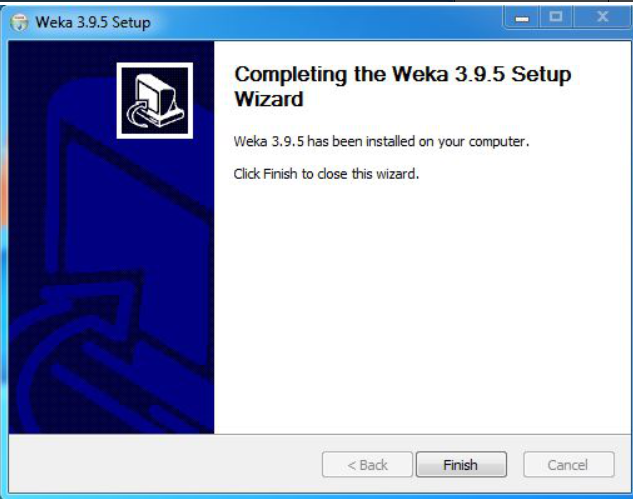 Weka 3.9.5 Setup
Completing the Weka 3.9.5 Setup
Wizard
Weka 3.9.5 has been installed on your computer.
Click Finish to close this wizard.
< Back
Finish
Cancel